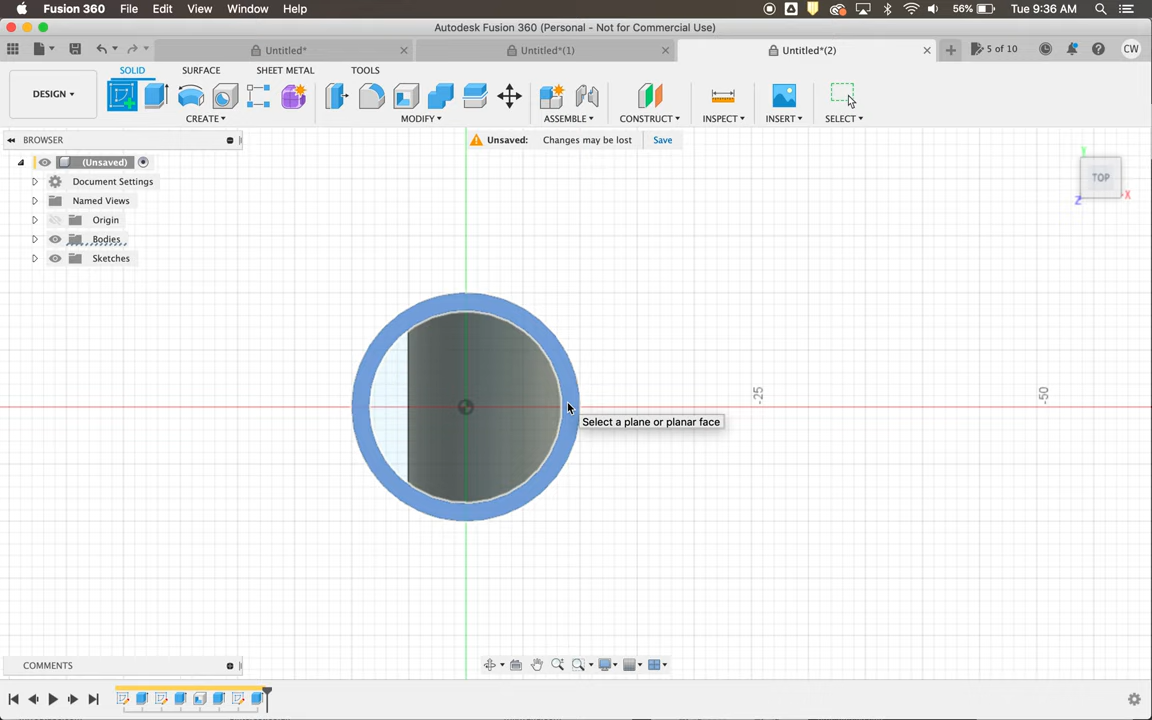 Fusion 360 File Edit View Window Help 56% Tue 9:36 AM
Autodesk Fusion 360 (Personal - Not for Commercial Use)
Untitled* Untitled*(1) Untitled*(2) 5 of 10 CW
SOLID SURFACE SHEET METAL TOOLS
DESIGN
CREATE MODIFY ASSEMBLE CONSTRUCT INSPECT INSERT SELECT
BROWSER Unsaved: Changes may be lost Save
(Unsaved)
Document Settings
Named Views
Origin
Bodies
Sketches
Y
TOP
X
Z
-25
-50
Select a plane or planar face
COMMENTS